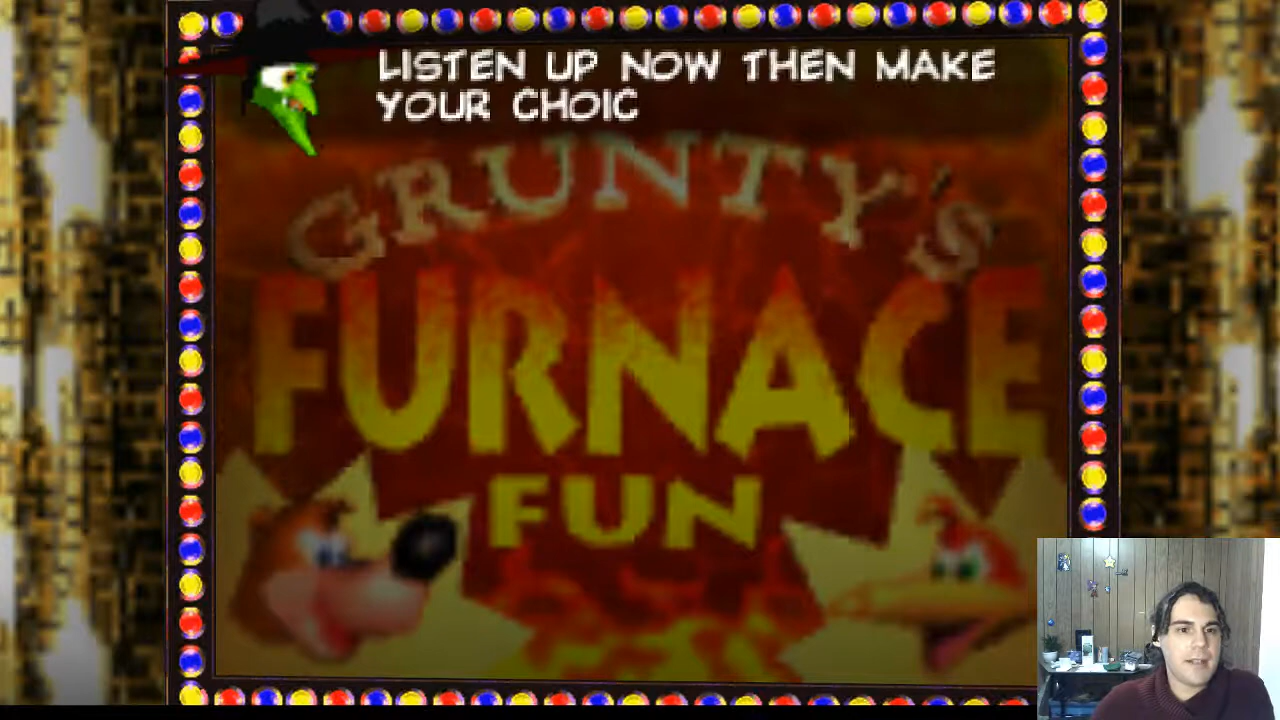 LISTEN UP NOW THEN MAKE
YOUR CHOIC
GRUNTY'S
FURNACE
FUN